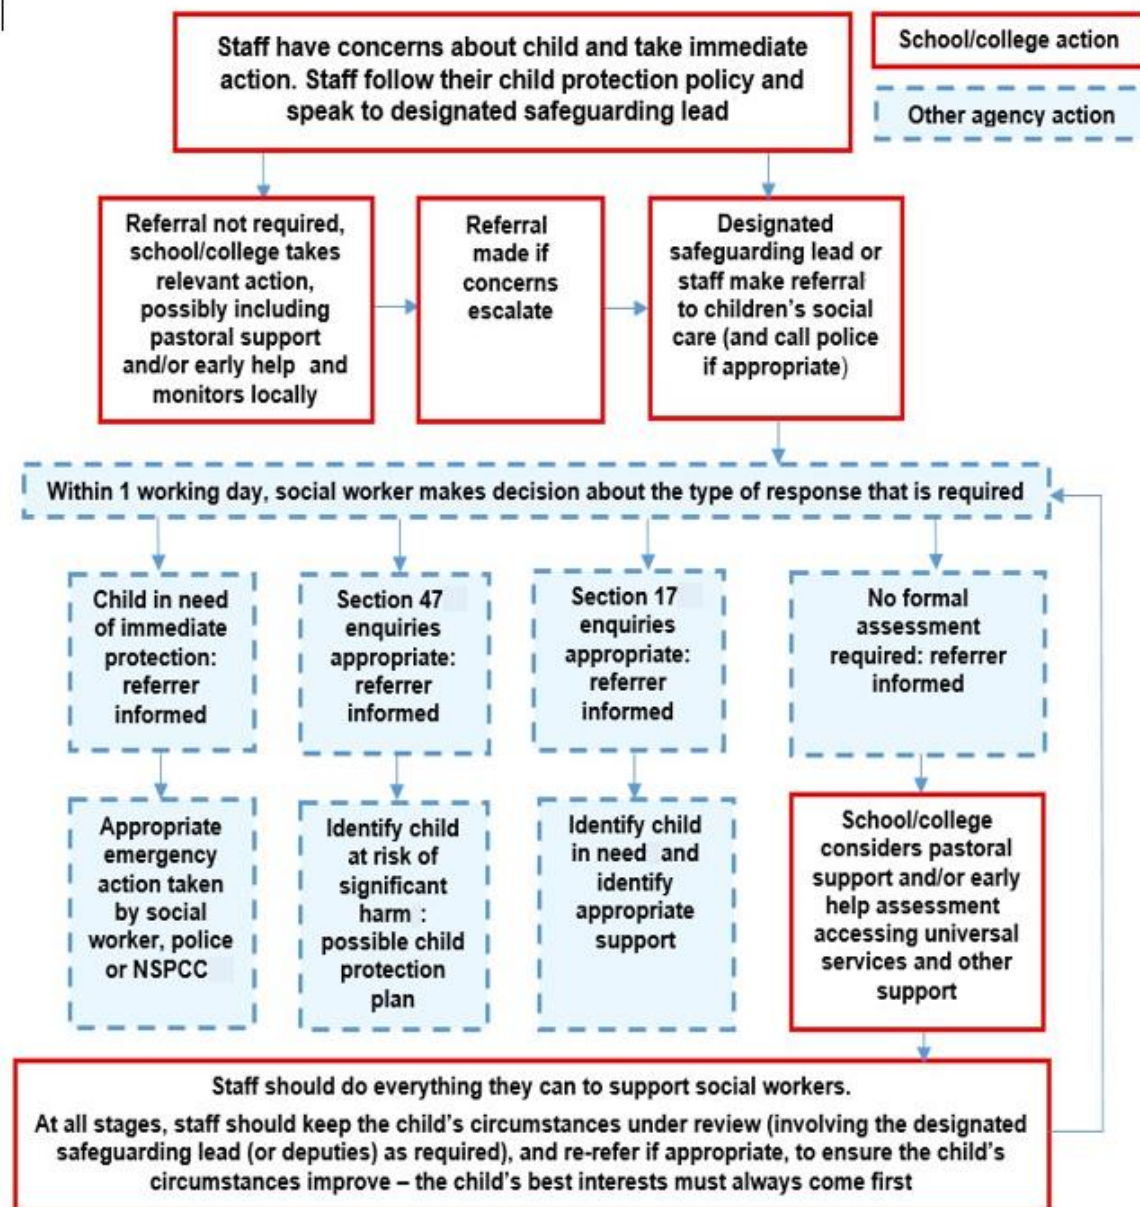 Staff have concerns about child and take immediate
action. Staff follow their child protection policy and
speak to designated safeguarding lead
School/college action
Other agency action
Referral not required,
school/college takes
relevant action,
possibly including
pastoral support
and/or early help and
monitors locally
Referral
made if
concerns
escalate
Designated
safeguarding lead or
staff make referral
to children's social
care (and call police
if appropriate)
Within 1 working day, social worker makes decision about the type of response that is required
Child in need
of immediate
protection:
referrer
informed
Section 47
enquiries
appropriate:
referrer
informed
Section 17
enquiries
appropriate:
referrer
informed
No formal
assessment
required: referrer
informed
Appropriate
emergency
action taken
by social
worker, police
or NSPCC
Identify child
at risk of
significant
harm :
possible child
protection
plan
Identify child
in need and
identify
appropriate
support
School/college
considers pastoral
support and/or early
help assessment
accessing universal
services and other
support
Staff should do everything they can to support social workers.
At all stages, staff should keep the child's circumstances under review (involving the designated
safeguarding lead (or deputies) as required), and re-refer if appropriate, to ensure the child's
circumstances improve – the child's best interests must always come first